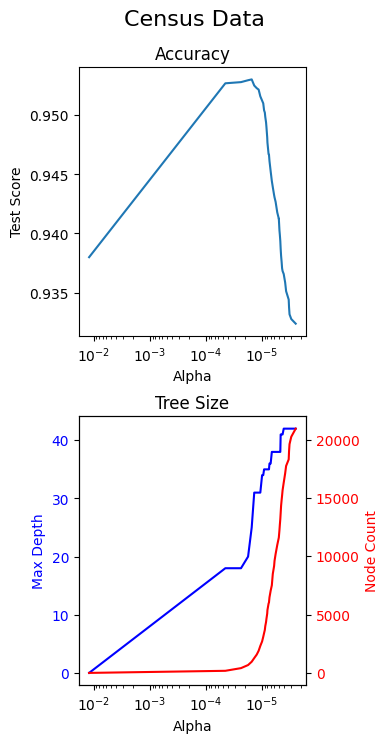 Census Data
Accuracy
Test Score
0.950
0.945
0.940
0.935
10⁻² 10⁻³ 10⁻⁴ 10⁻⁵
Alpha
Tree Size
Max Depth
Node Count
40 20000
30 15000
20 10000
10 5000
0 0
10⁻² 10⁻³ 10⁻⁴ 10⁻⁵
Alpha